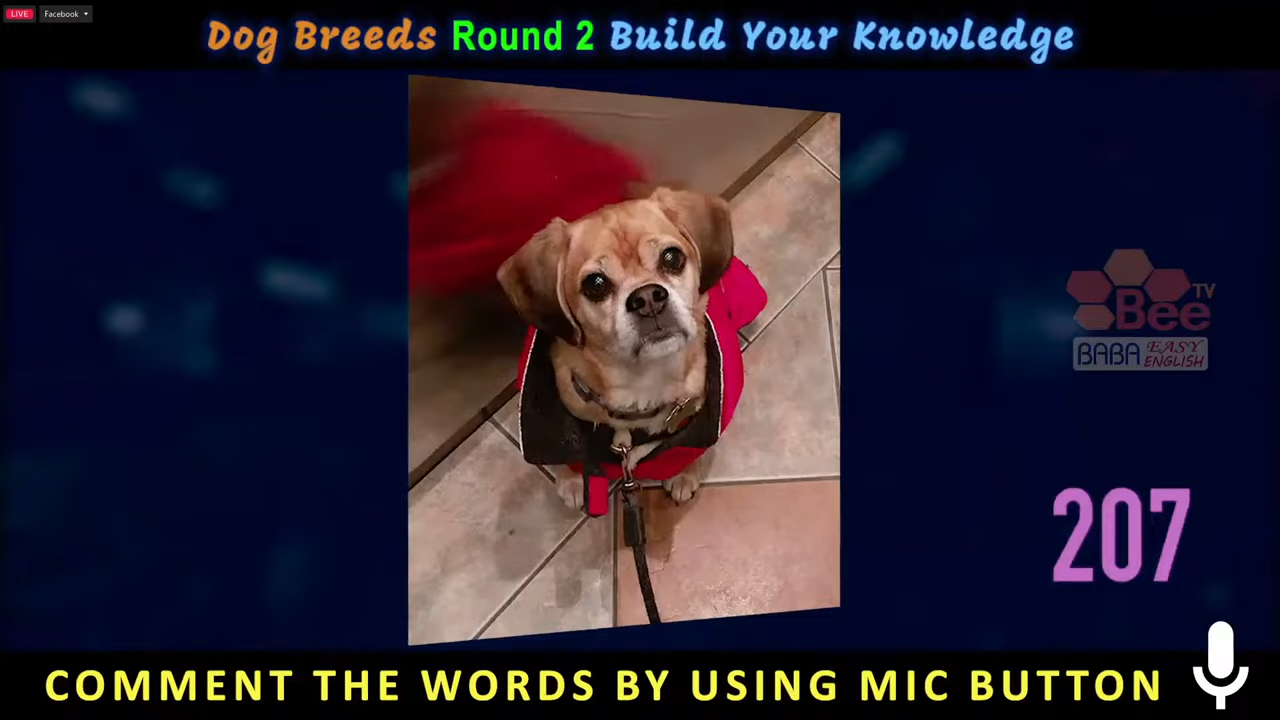 LIVE Facebook
Dog Breeds Round 2 Build Your Knowledge
Bee TV
BABA EASY ENGLISH
207
COMMENT THE WORDS BY USING MIC BUTTON